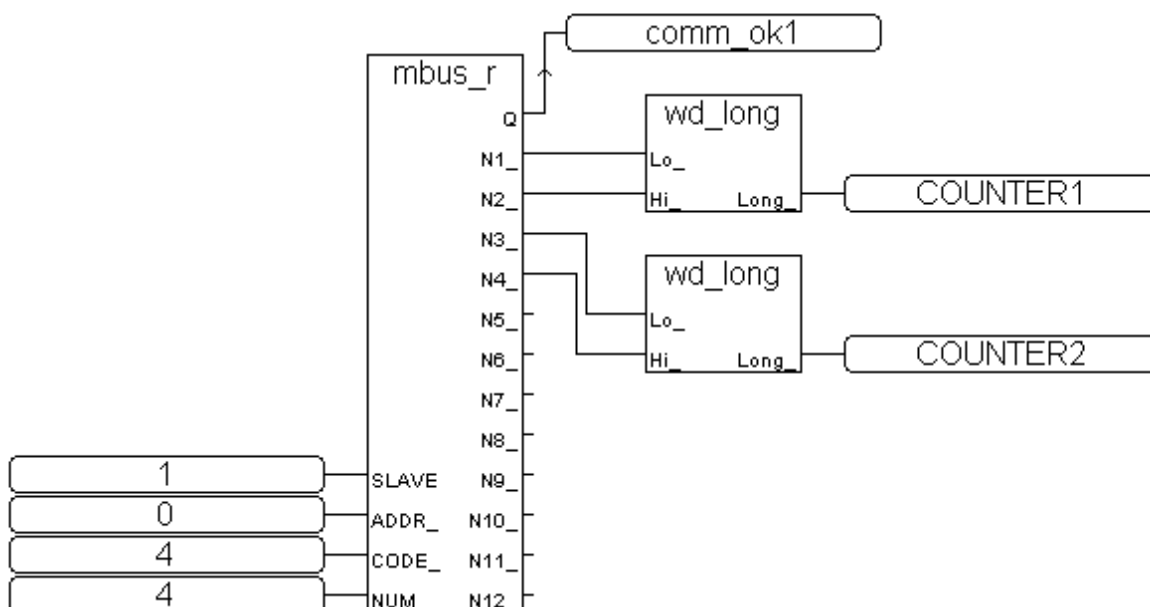 comm_ok1
mbus_r
Q
N1_
N2_
N3_
N4_
N5_
N6_
N7_
N8_
N9_
N10_
N11_
N12
wd_long
Lo_
Hi_ Long_
COUNTER1
wd_long
Lo_
Hi_ Long_
COUNTER2
1 SLAVE
0 ADDR_
4 CODE_
4 NUM